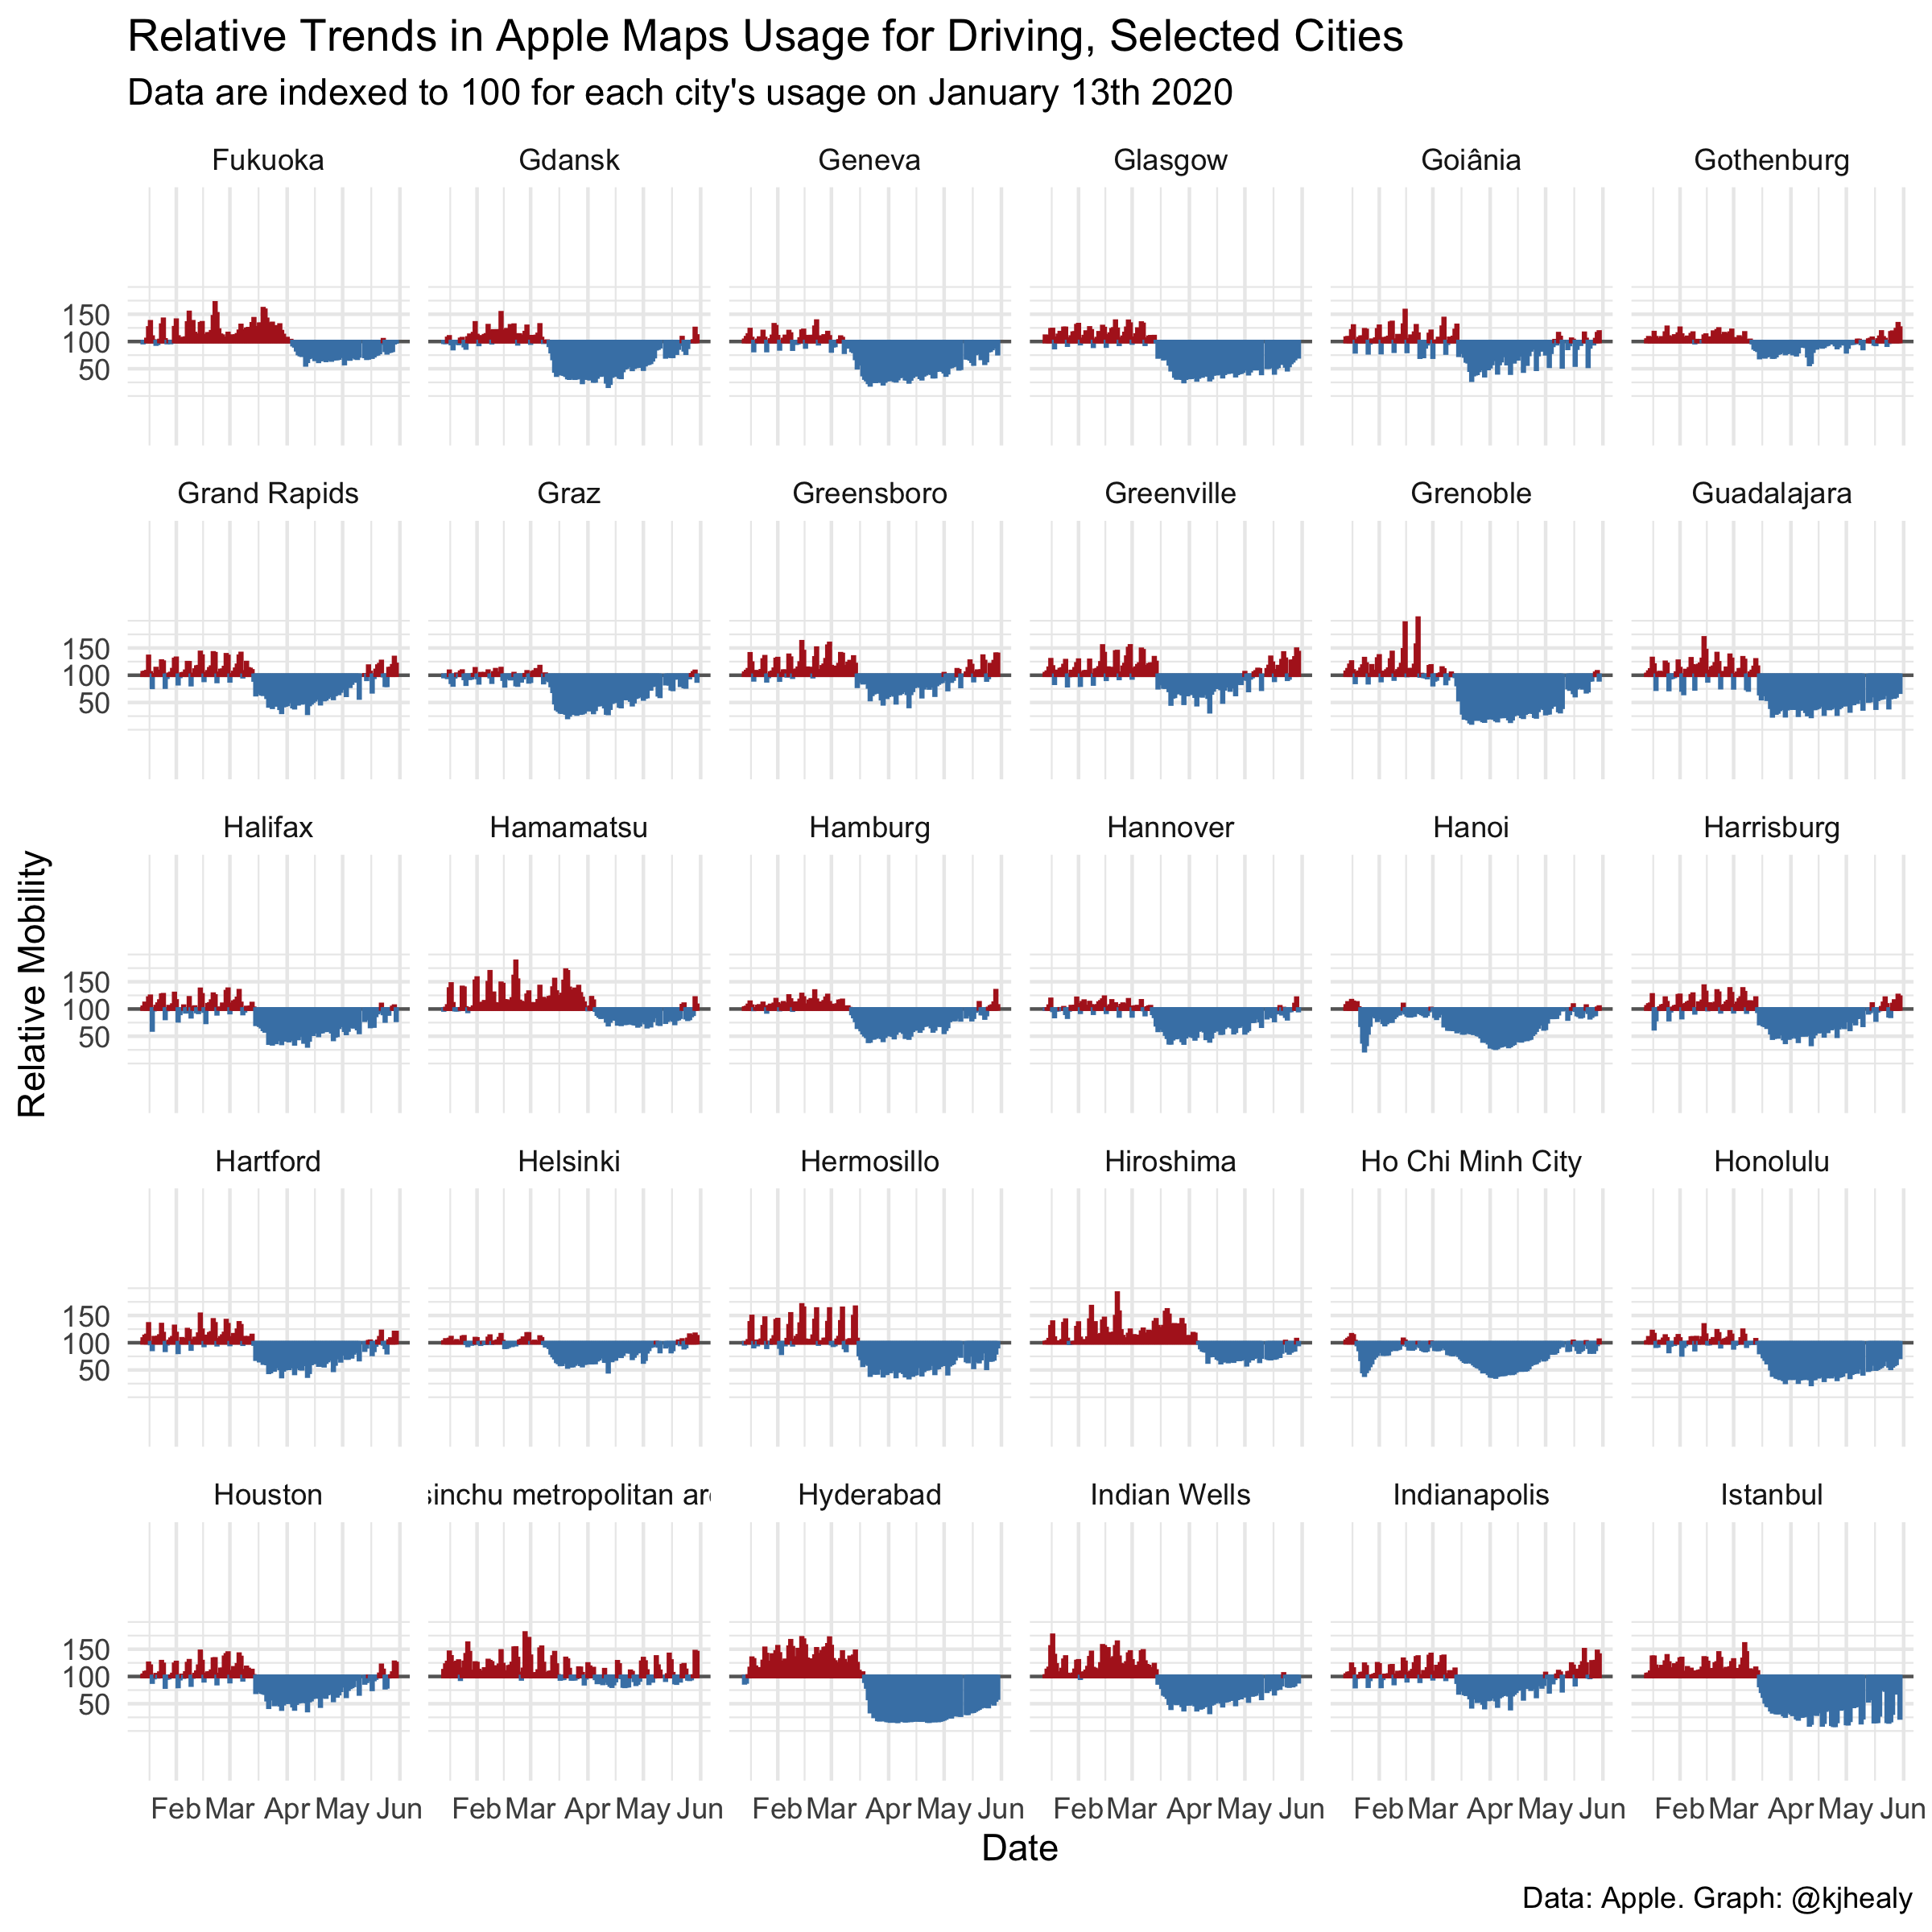 Relative Trends in Apple Maps Usage for Driving, Selected Cities
Data are indexed to 100 for each city's usage on January 13th 2020
Fukuoka Gdansk Geneva Glasgow Goiânia Gothenburg
150
100
50
Grand Rapids Graz Greensboro Greenville Grenoble Guadalajara
150
100
50
Halifax Hamamatsu Hamburg Hannover Hanoi Harrisburg
150
100
50
Relative Mobility
Hartford Helsinki Hermosillo Hiroshima Ho Chi Minh City Honolulu
150
100
50
Houston sinchu metropolitan are Hyderabad Indian Wells Indianapolis Istanbul
150
100
50
Feb Mar Apr May Jun Feb Mar Apr May Jun Feb Mar Apr May Jun Feb Mar Apr May Jun Feb Mar Apr May Jun Feb Mar Apr May Jun
Date
Data: Apple. Graph: @kjhealy